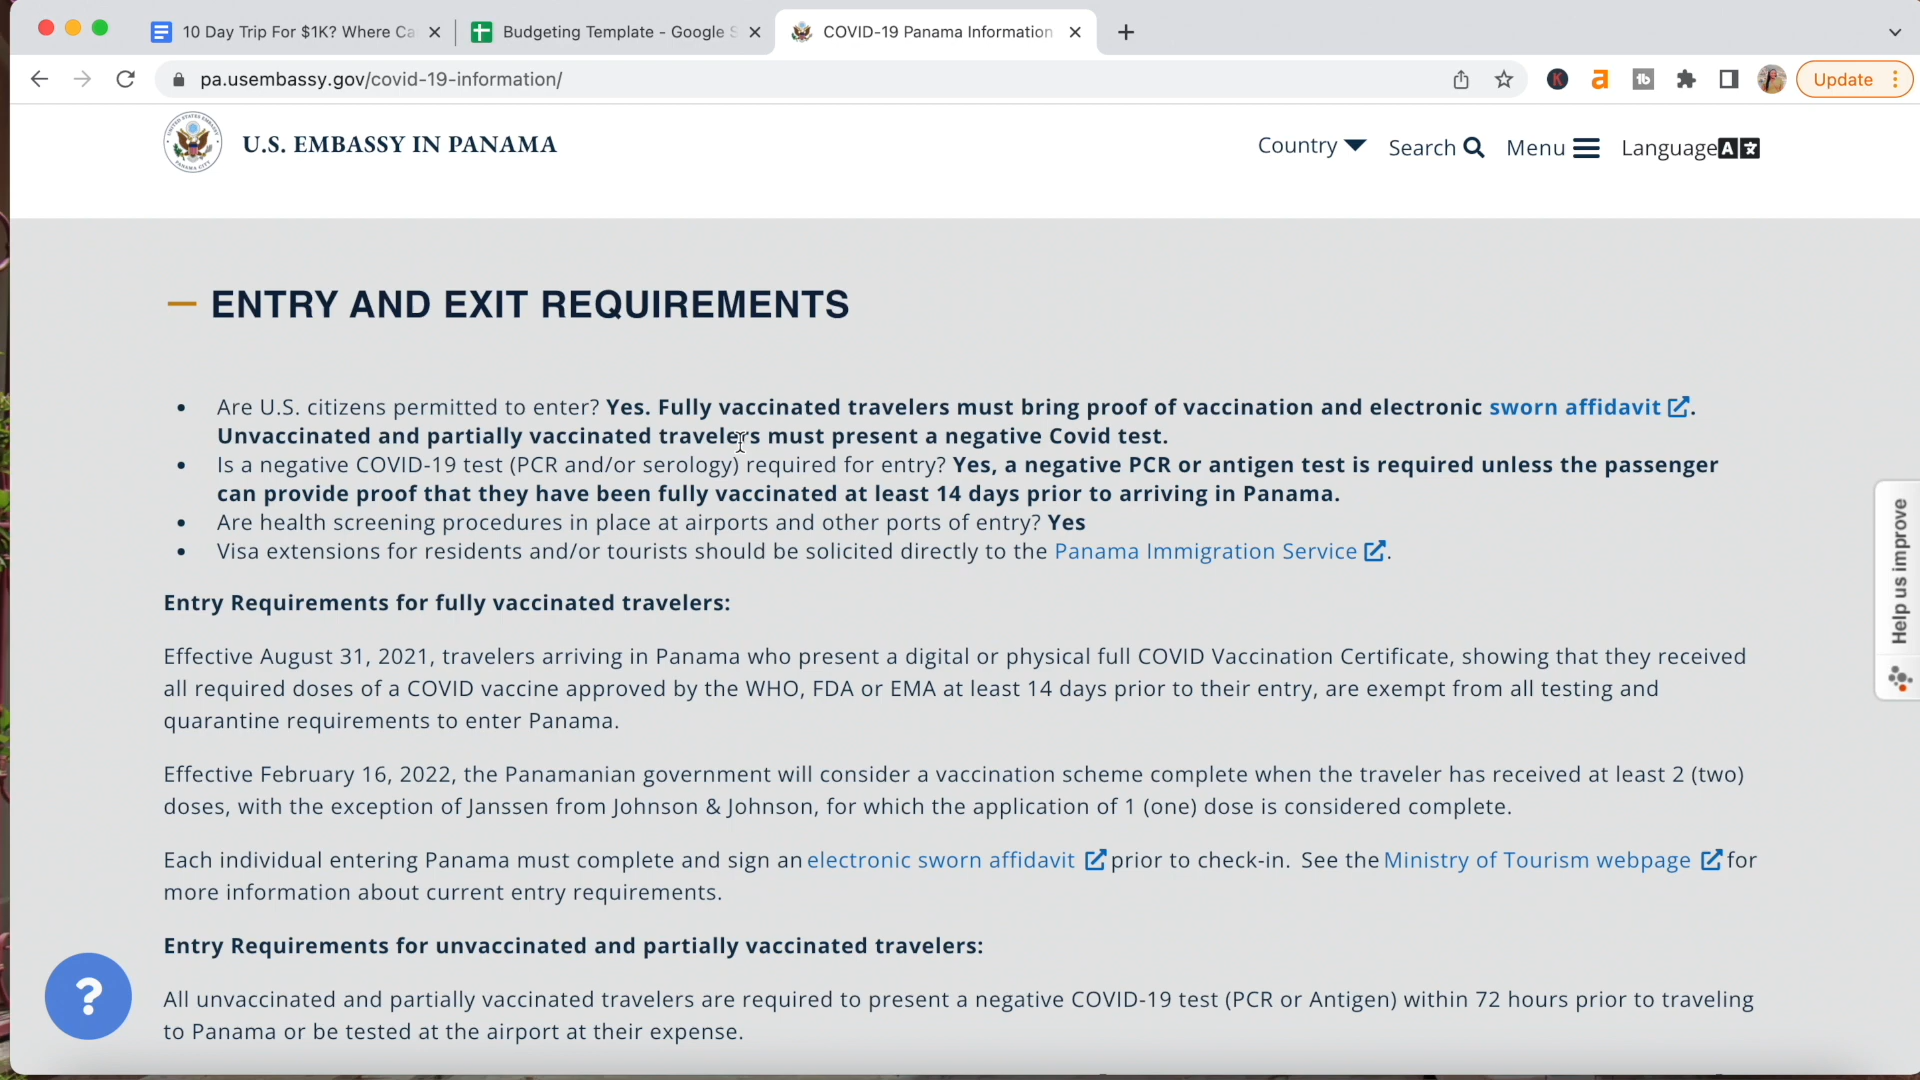 10 Day Trip For $1K? Where Ca
Budgeting Template - Google S
COVID-19 Panama Information
pa.usembassy.gov/covid-19-information/
Update
U.S. EMBASSY IN PANAMA
Country
Search
Menu
Language
ENTRY AND EXIT REQUIREMENTS
• Are U.S. citizens permitted to enter? Yes. Fully vaccinated travelers must bring proof of vaccination and electronic sworn affidavit.
Unvaccinated and partially vaccinated travelers must present a negative Covid test.
• Is a negative COVID-19 test (PCR and/or serology) required for entry? Yes, a negative PCR or antigen test is required unless the passenger
can provide proof that they have been fully vaccinated at least 14 days prior to arriving in Panama.
• Are health screening procedures in place at airports and other ports of entry? Yes
• Visa extensions for residents and/or tourists should be solicited directly to the Panama Immigration Service.
Entry Requirements for fully vaccinated travelers:
Effective August 31, 2021, travelers arriving in Panama who present a digital or physical full COVID Vaccination Certificate, showing that they received
all required doses of a COVID vaccine approved by the WHO, FDA or EMA at least 14 days prior to their entry, are exempt from all testing and
quarantine requirements to enter Panama.
Effective February 16, 2022, the Panamanian government will consider a vaccination scheme complete when the traveler has received at least 2 (two)
doses, with the exception of Janssen from Johnson & Johnson, for which the application of 1 (one) dose is considered complete.
Each individual entering Panama must complete and sign an electronic sworn affidavit prior to check-in. See the Ministry of Tourism webpage for
more information about current entry requirements.
Entry Requirements for unvaccinated and partially vaccinated travelers:
All unvaccinated and partially vaccinated travelers are required to present a negative COVID-19 test (PCR or Antigen) within 72 hours prior to traveling
to Panama or be tested at the airport at their expense.
Help us improve
?